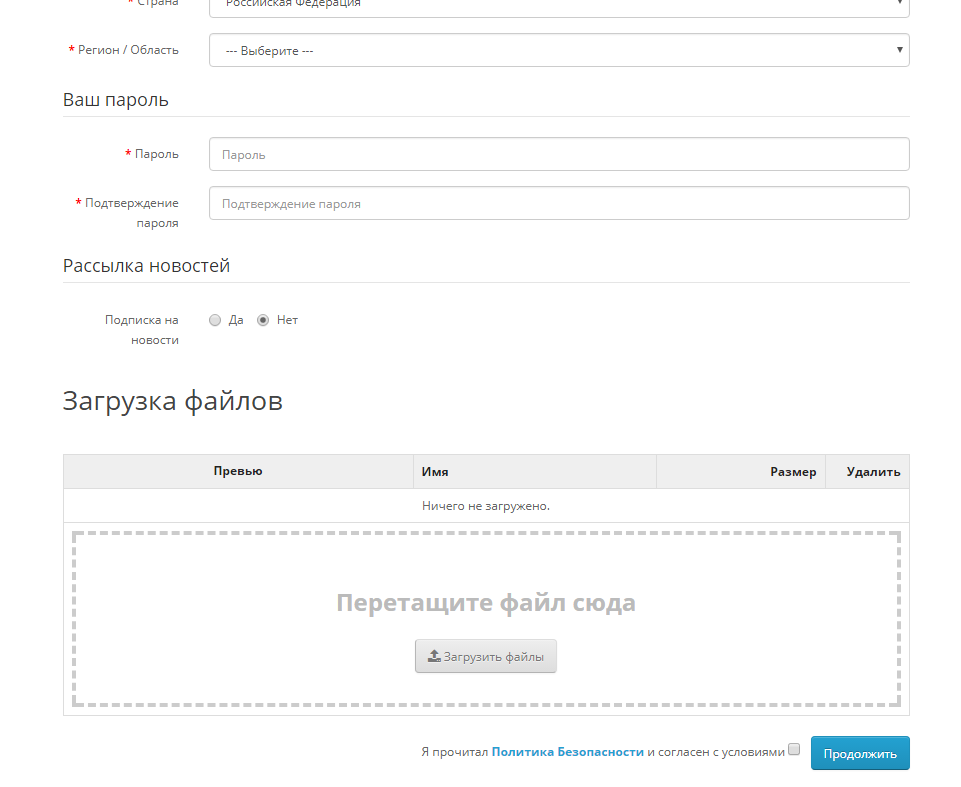 * Страна
Российская Федерация
* Регион / Область
--- Выберите ---
Ваш пароль
* Пароль
Пароль
* Подтверждение
пароля
Подтверждение пароля
Рассылка новостей
Подписка на
новости
Да Нет
Загрузка файлов
Превью Имя Размер Удалить
Ничего не загружено.
Перетащите файл сюда
Загрузить файлы
Я прочитал Политика Безопасности и согласен с условиями
Продолжить